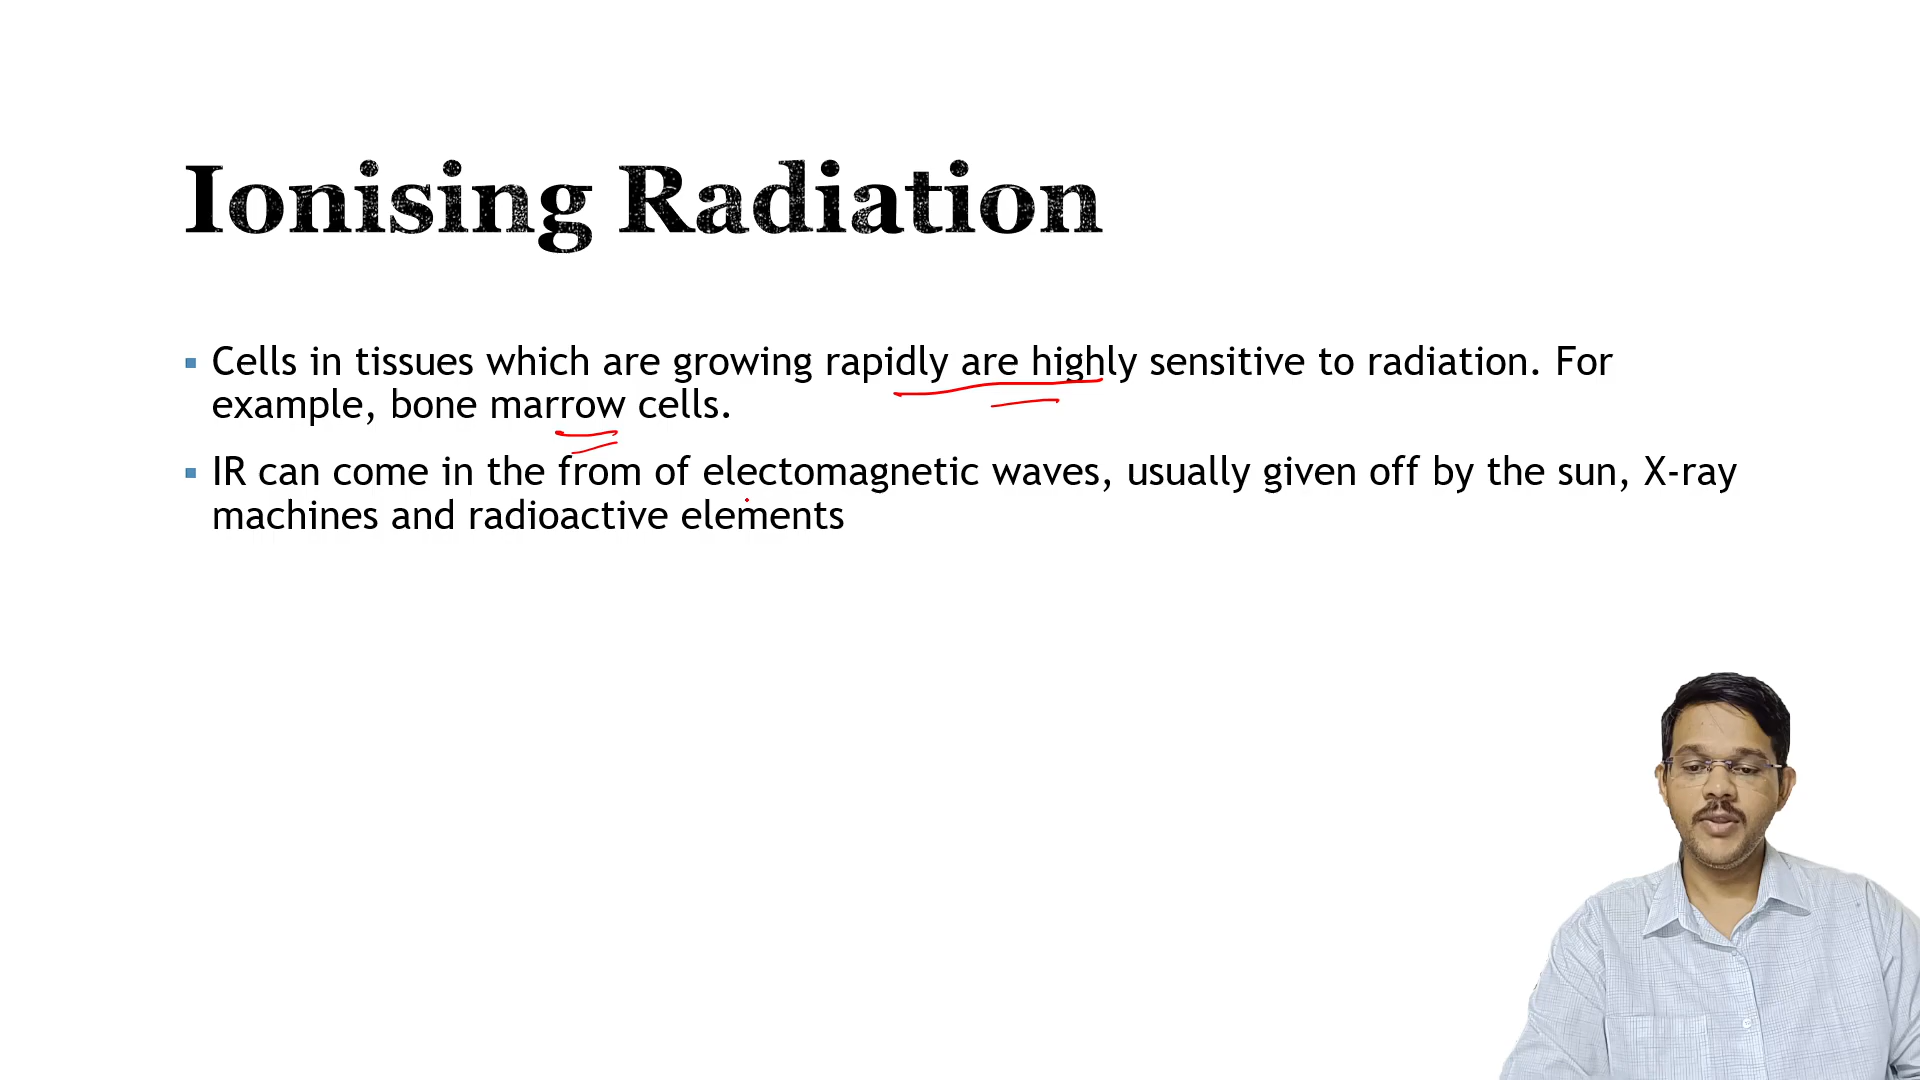 Ionising Radiation
Cells in tissues which are growing rapidly are highly sensitive to radiation. For
example, bone marrow cells.
IR can come in the from of electomagnetic waves, usually given off by the sun, X-ray
machines and radioactive elements